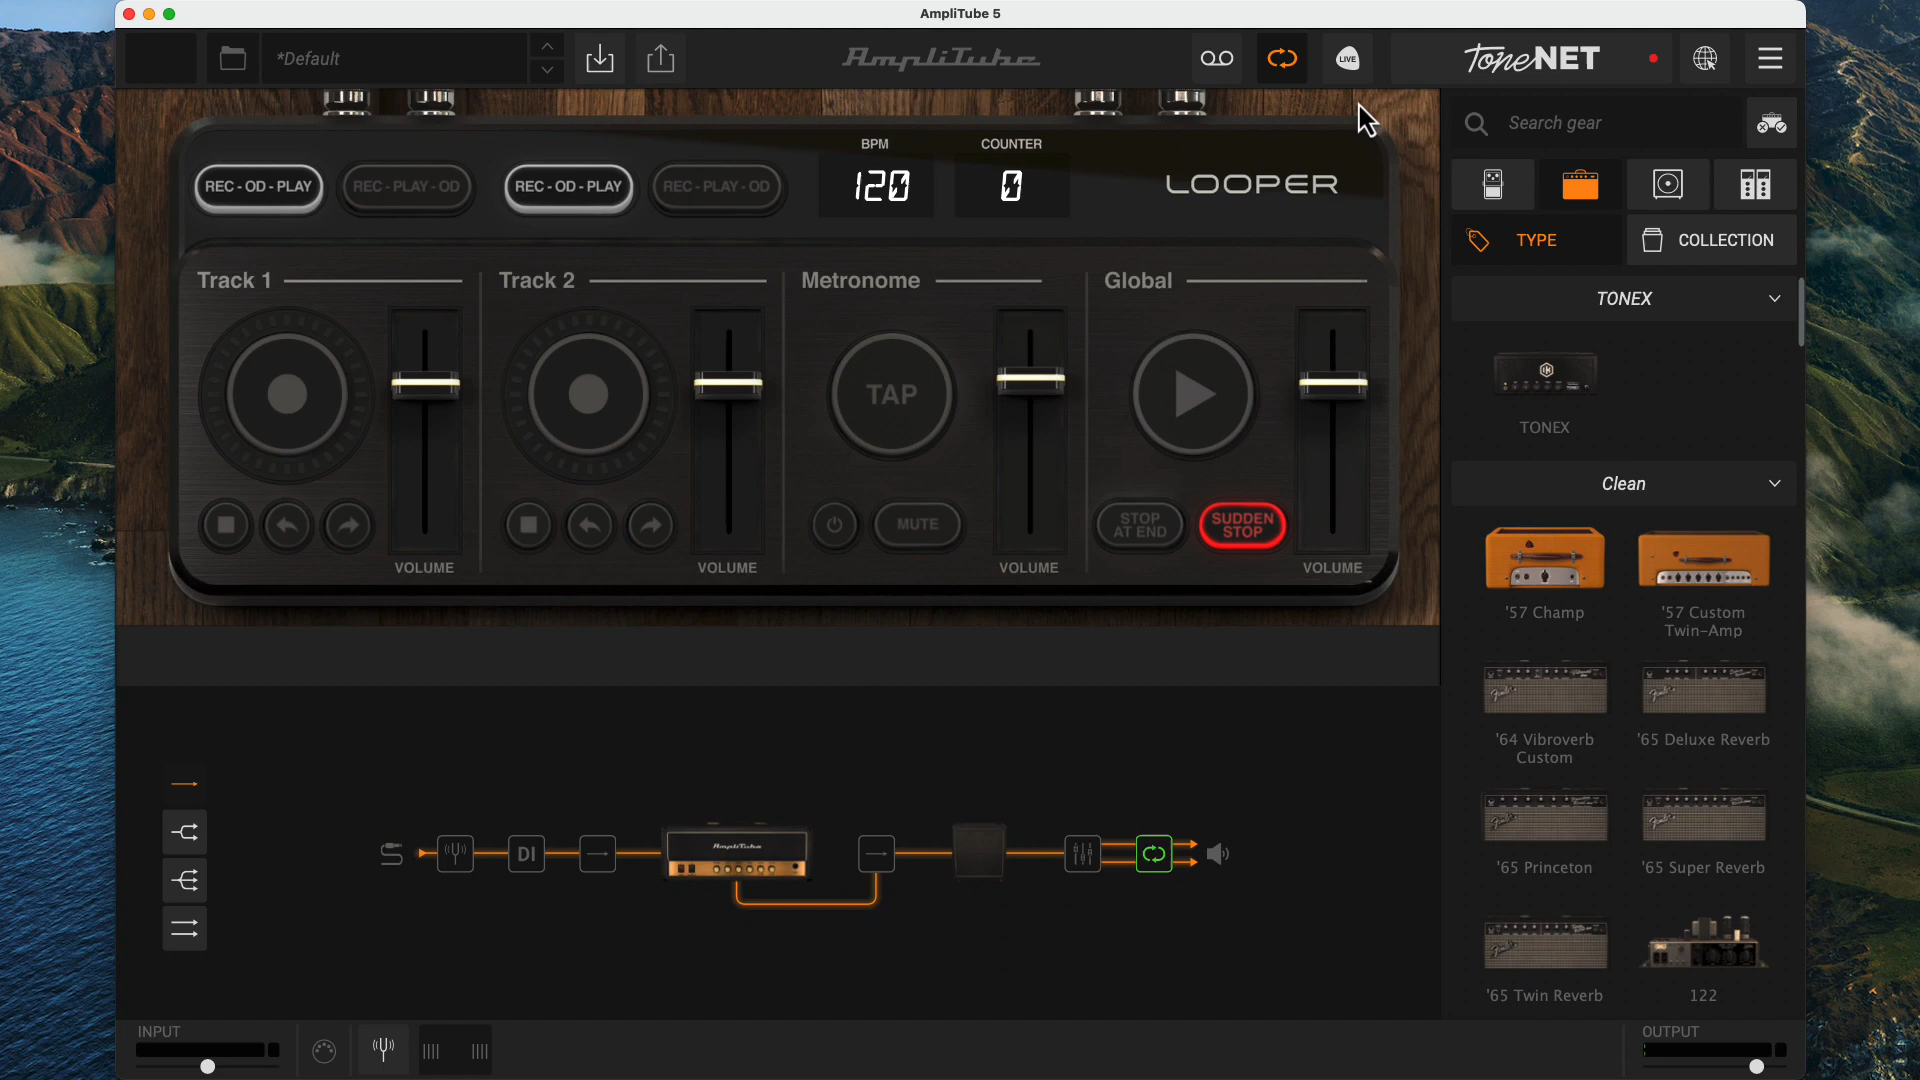 AmpliTube 5
*Default
AmpliTube
LIVE
ToneNET
BPM
COUNTER
REC - OD - PLAY
REC - PLAY - OD
REC - OD - PLAY
REC - PLAY - OD
120
0
LOOPER
Search gear
TYPE
COLLECTION
Track 1
Track 2
Metronome
Global
TONEX
TONEX
TAP
MUTE
STOP
AT END
SUDDEN
STOP
VOLUME
VOLUME
VOLUME
VOLUME
Clean
'57 Champ
'57 Custom
Twin-Amp
'64 Vibroverb
Custom
'65 Deluxe Reverb
'65 Princeton
'65 Super Reverb
'65 Twin Reverb
122
DI
AmpliTube
INPUT
OUTPUT